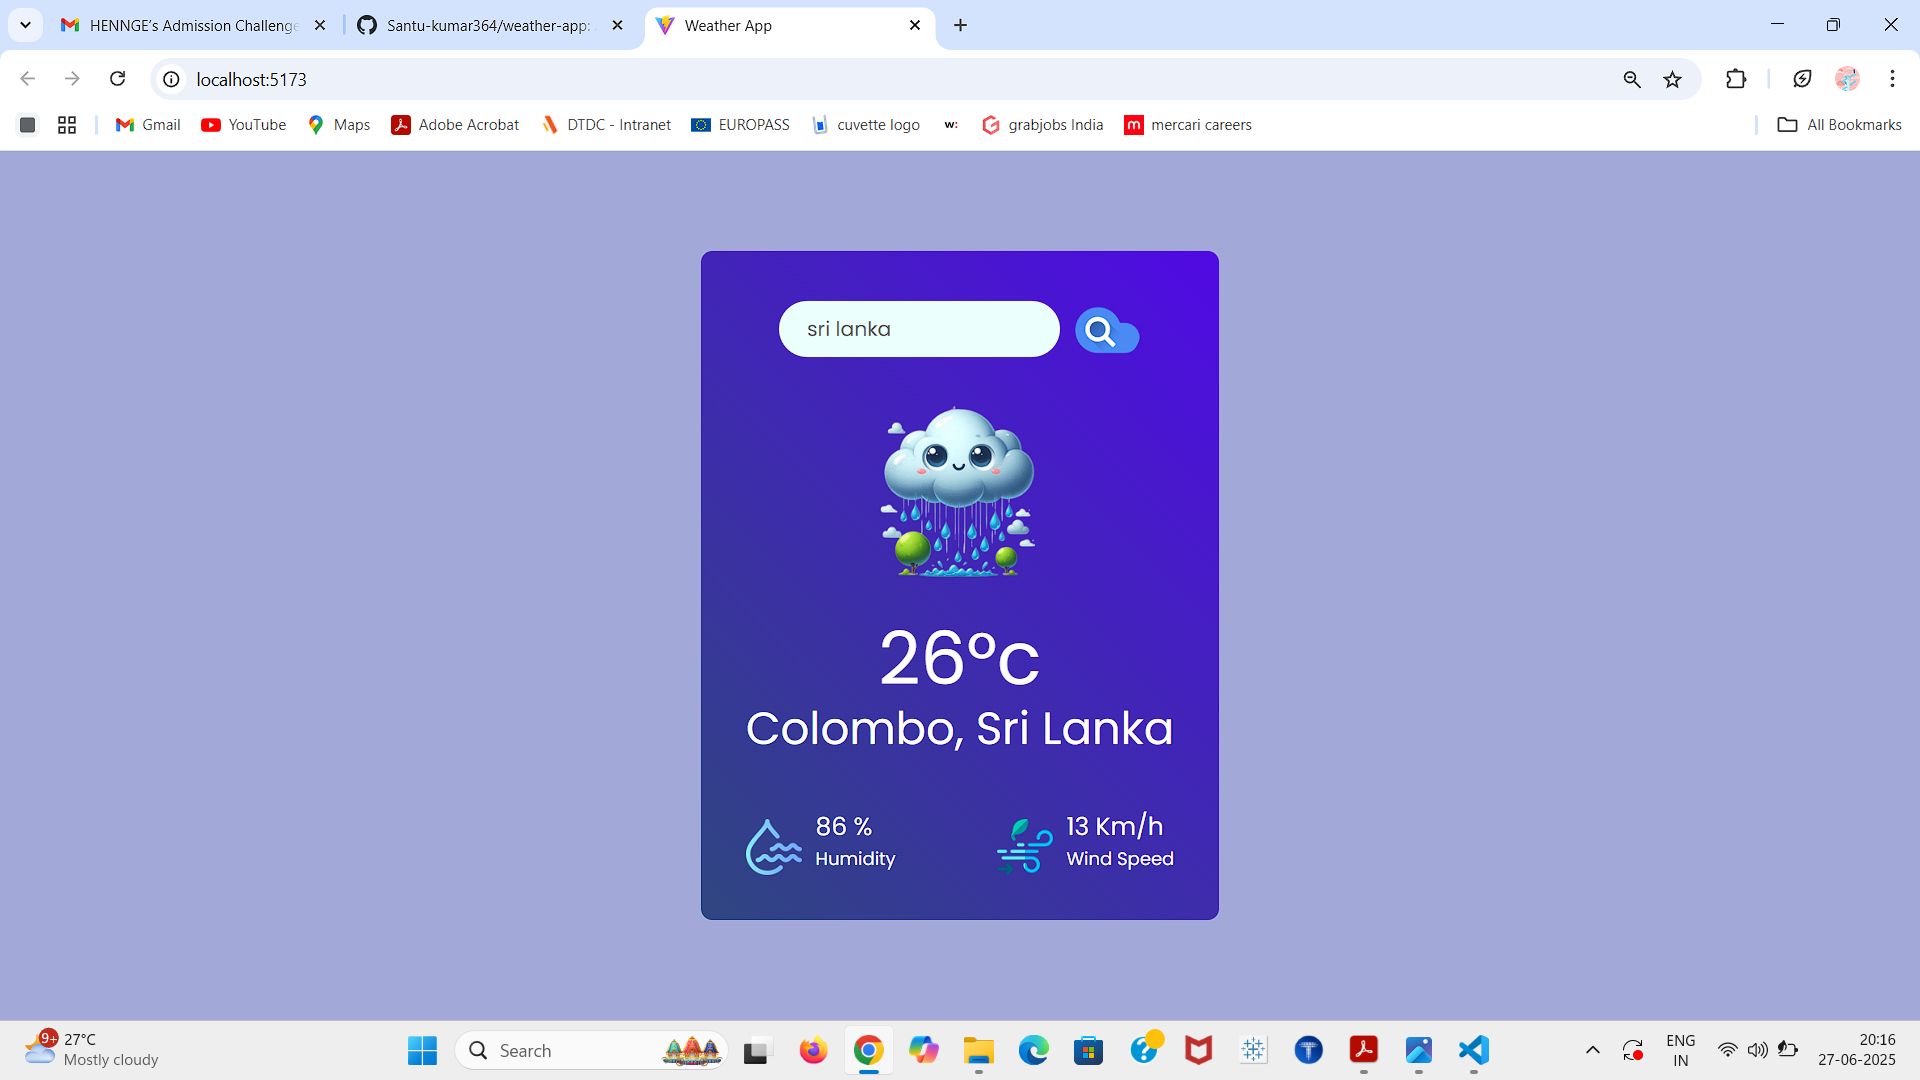 HENNGE's Admission Challenge
Santu-kumar364/weather-app:
Weather App
localhost:5173
Gmail
YouTube
Maps
Adobe Acrobat
DTDC - Intranet
EUROPASS
cuvette logo
w:
grabjobs India
m
mercari careers
All Bookmarks
sri lanka
26°c
Colombo, Sri Lanka
86 %
Humidity
13 Km/h
Wind Speed
9+
27°C
Mostly cloudy
Search
ENG
IN
20:16
27-06-2025